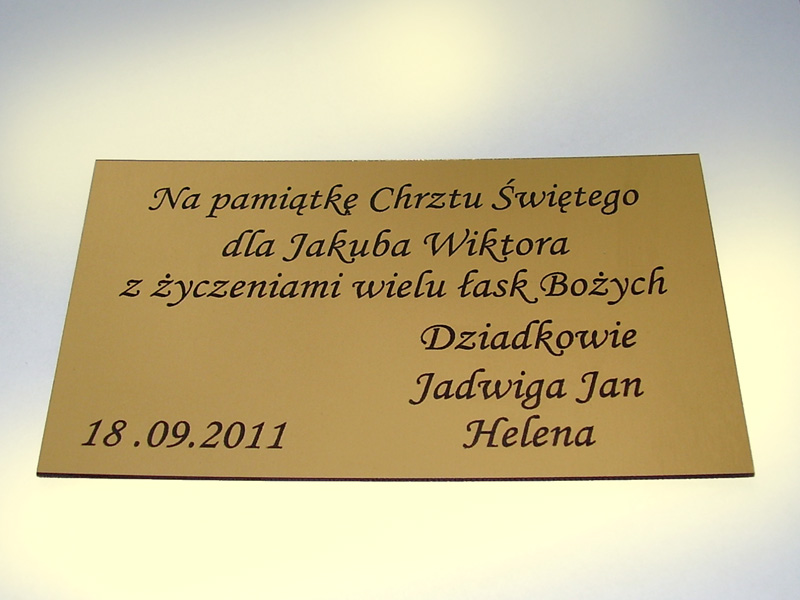 Na pamiątkę Chrztu Świętego
dla Jakuba Wiktora
z życzeniami wielu łask Bożych
Dziadkowie
Jadwiga Jan
18.09.2011 Helena